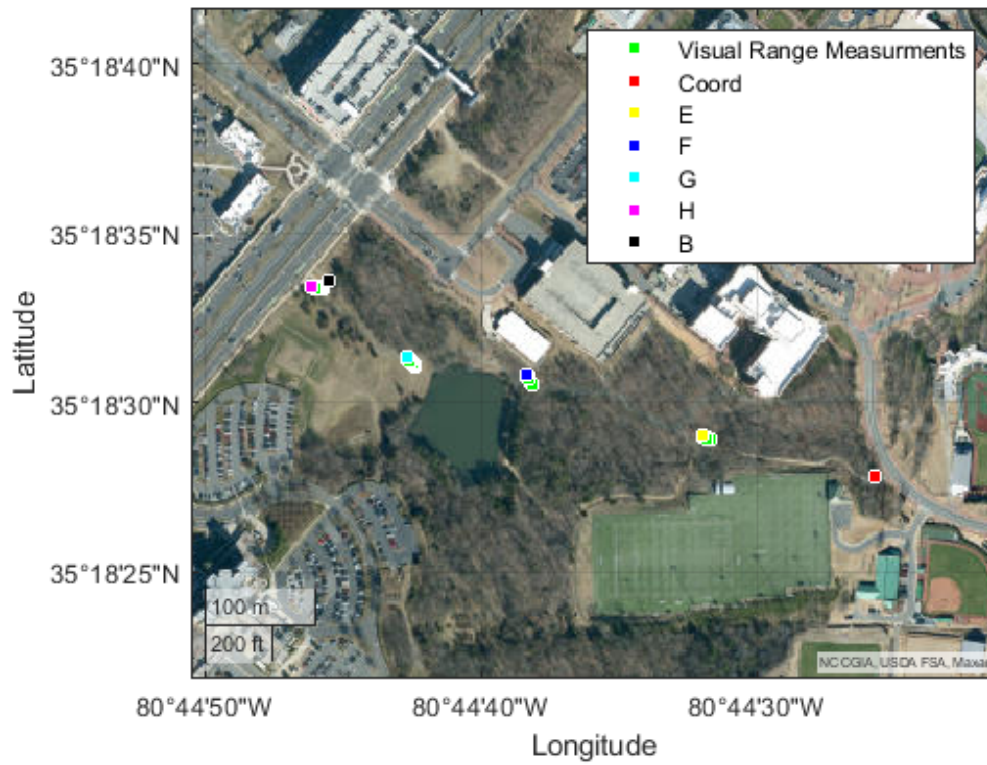 35°18'40"N
35°18'35"N
35°18'30"N
35°18'25"N
Latitude
Visual Range Measurments
Coord
E
F
G
H
B
100 m
200 ft
NCCGIA, USDA FSA, Maxar
80°44'50"W
80°44'40"W
80°44'30"W
Longitude